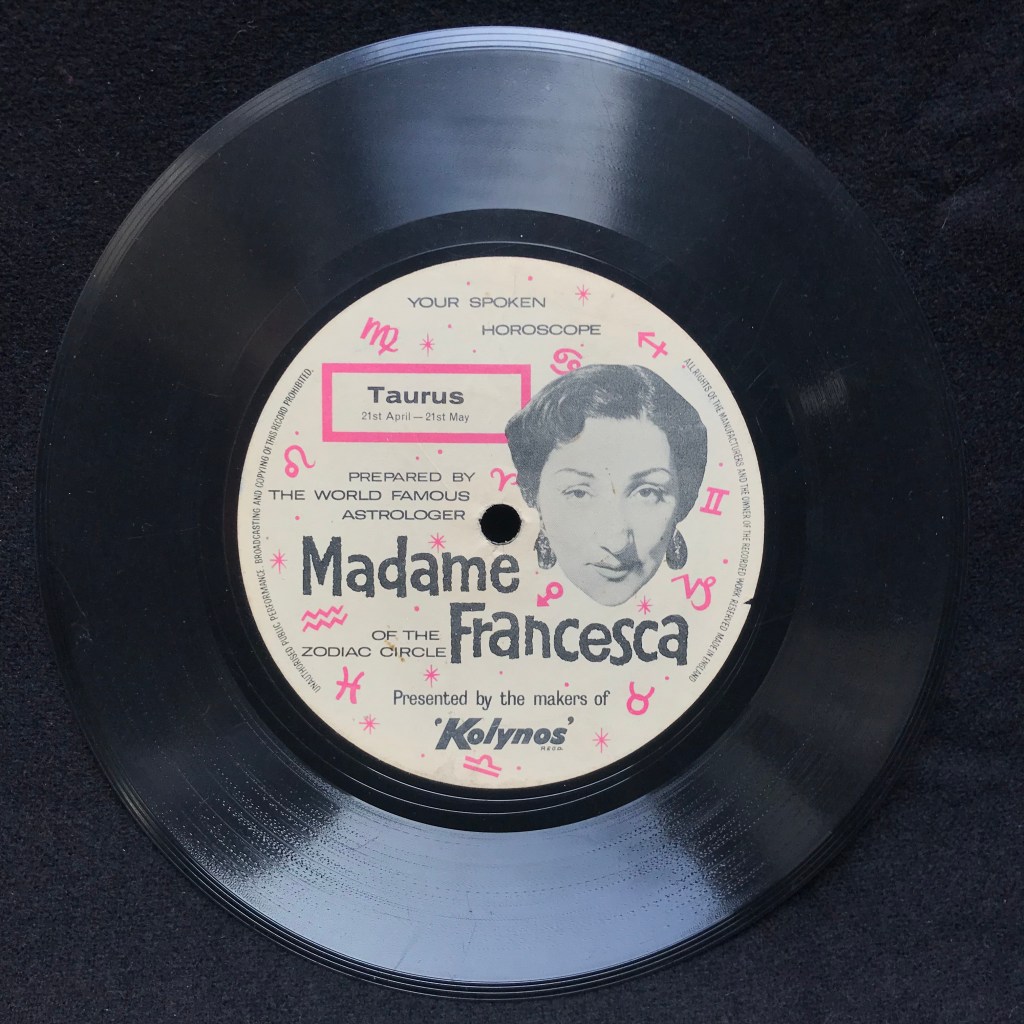 YOUR SPOKEN
HOROSCOPE
Taurus
21st April — 21st May
PREPARED BY
THE WORLD FAMOUS
ASTROLOGER
Madame
Francesca
OF THE
ZODIAC CIRCLE
Presented by the makers of
'Kolynos'
REGD.
UNAUTHORISED PUBLIC PERFORMANCE, BROADCASTING AND COPYING OF THIS RECORD PROHIBITED.
ALL RIGHTS OF THE MANUFACTURERS AND THE OWNER OF THE RECORDED WORK RESERVED MADE IN ENGLAND